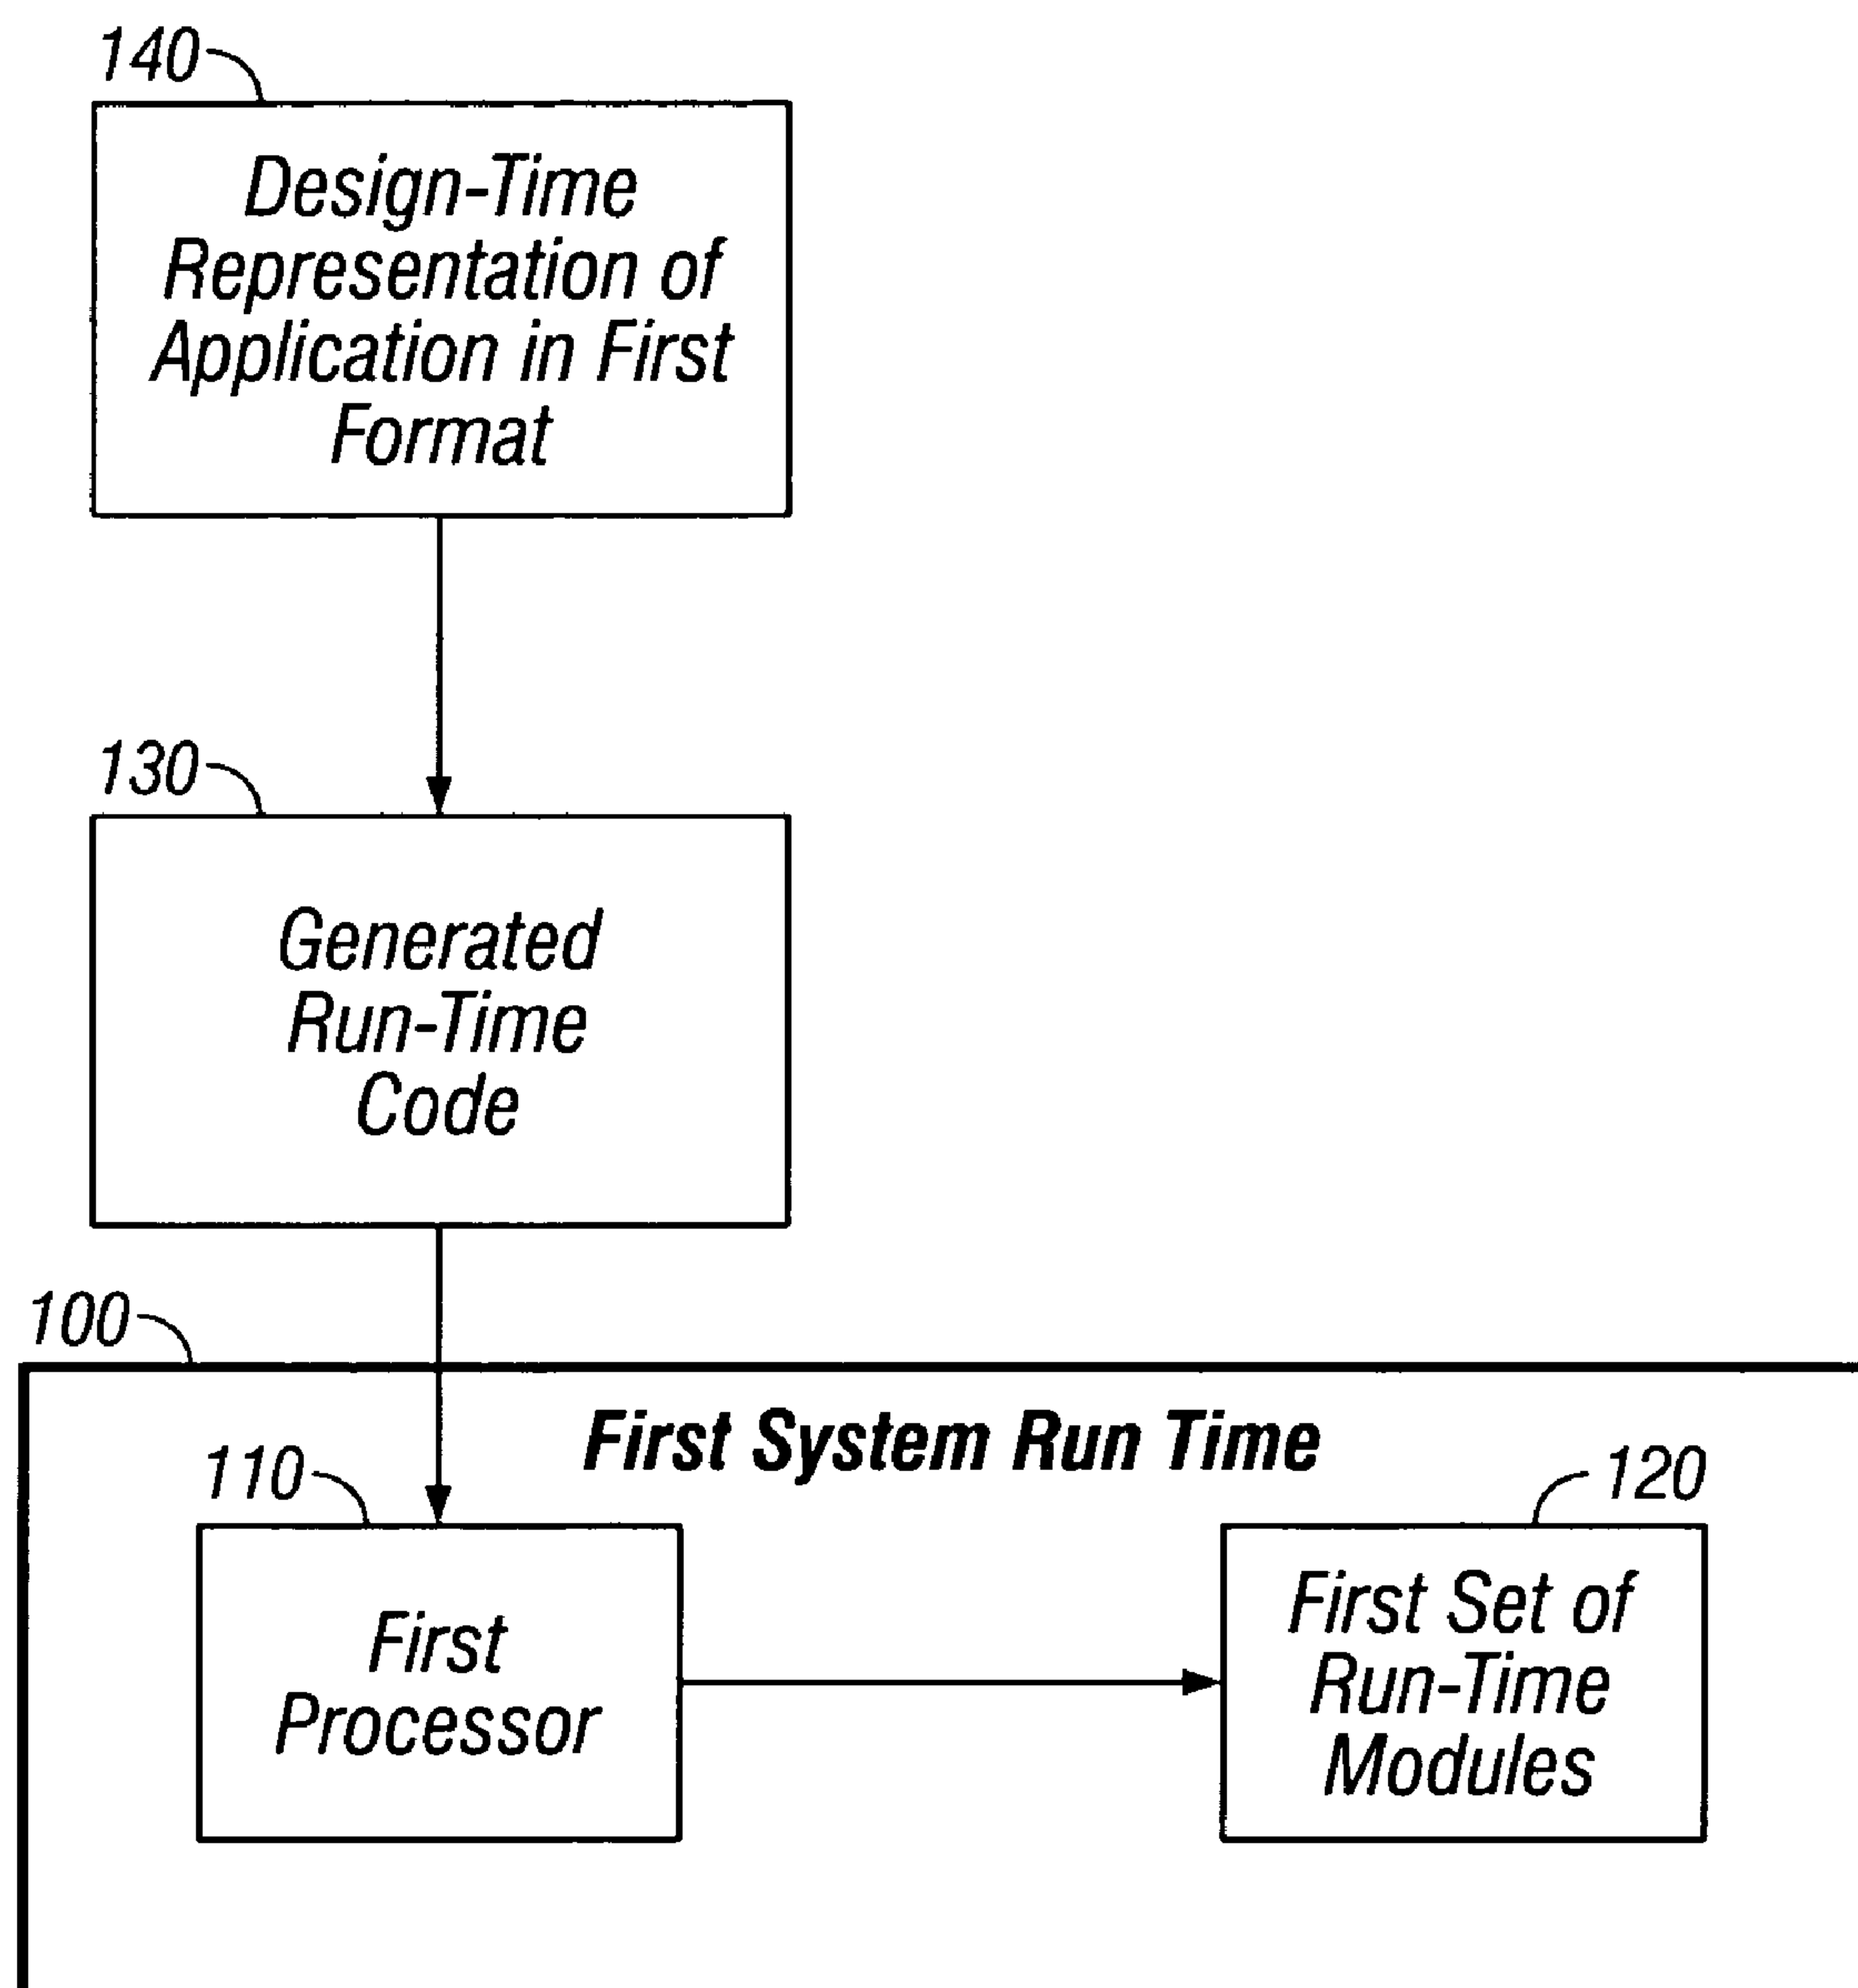 140
Design-Time
Representation of
Application in First
Format
130
Generated
Run-Time
Code
100
First System Run Time
110
120
First
Processor
First Set of
Run-Time
Modules